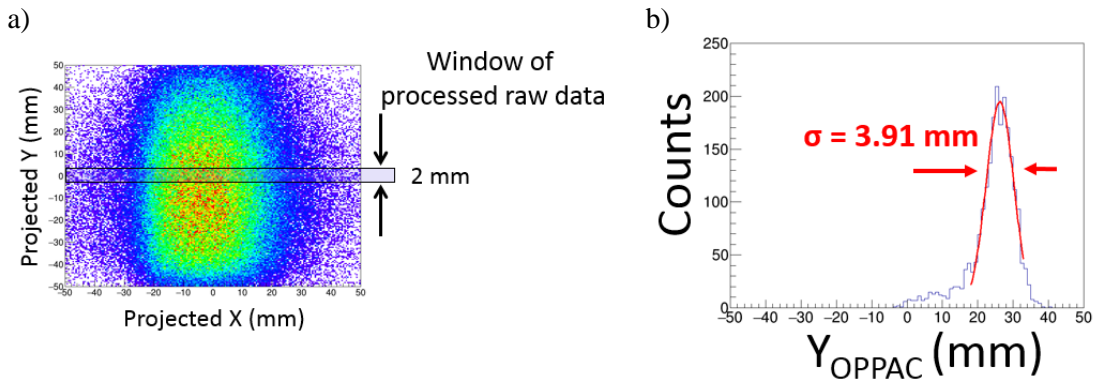 a)
b)
Window of
processed raw data
2 mm
Projected Y (mm)
50
40
30
20
10
0
−10
−20
−30
−40
−50
−50 −40 −30 −20 −10 0 10 20 30 40 50
Projected X (mm)
Counts
250
200
150
100
50
0
σ = 3.91 mm
−50 −40 −30 −20 −10 0 10 20 30 40 50
Y_OPPAC (mm)